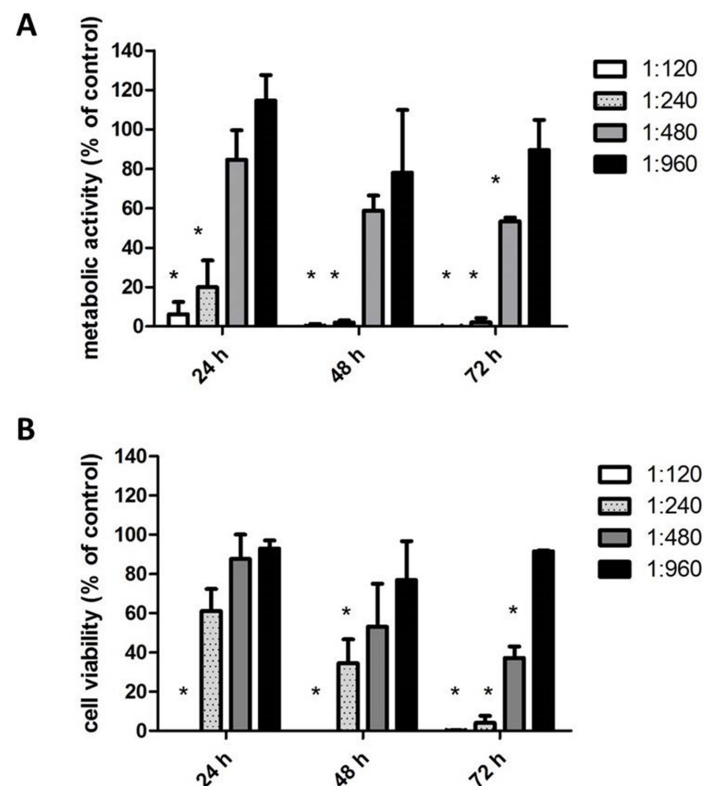 A
metabolic activity (% of control)
140
120
100
80
60
40
20
0
* * * * * * *
24 h
48 h
72 h
1:120
1:240
1:480
1:960
B
cell viability (% of control)
140
120
100
80
60
40
20
0
* * * * * *
24 h
48 h
72 h
1:120
1:240
1:480
1:960